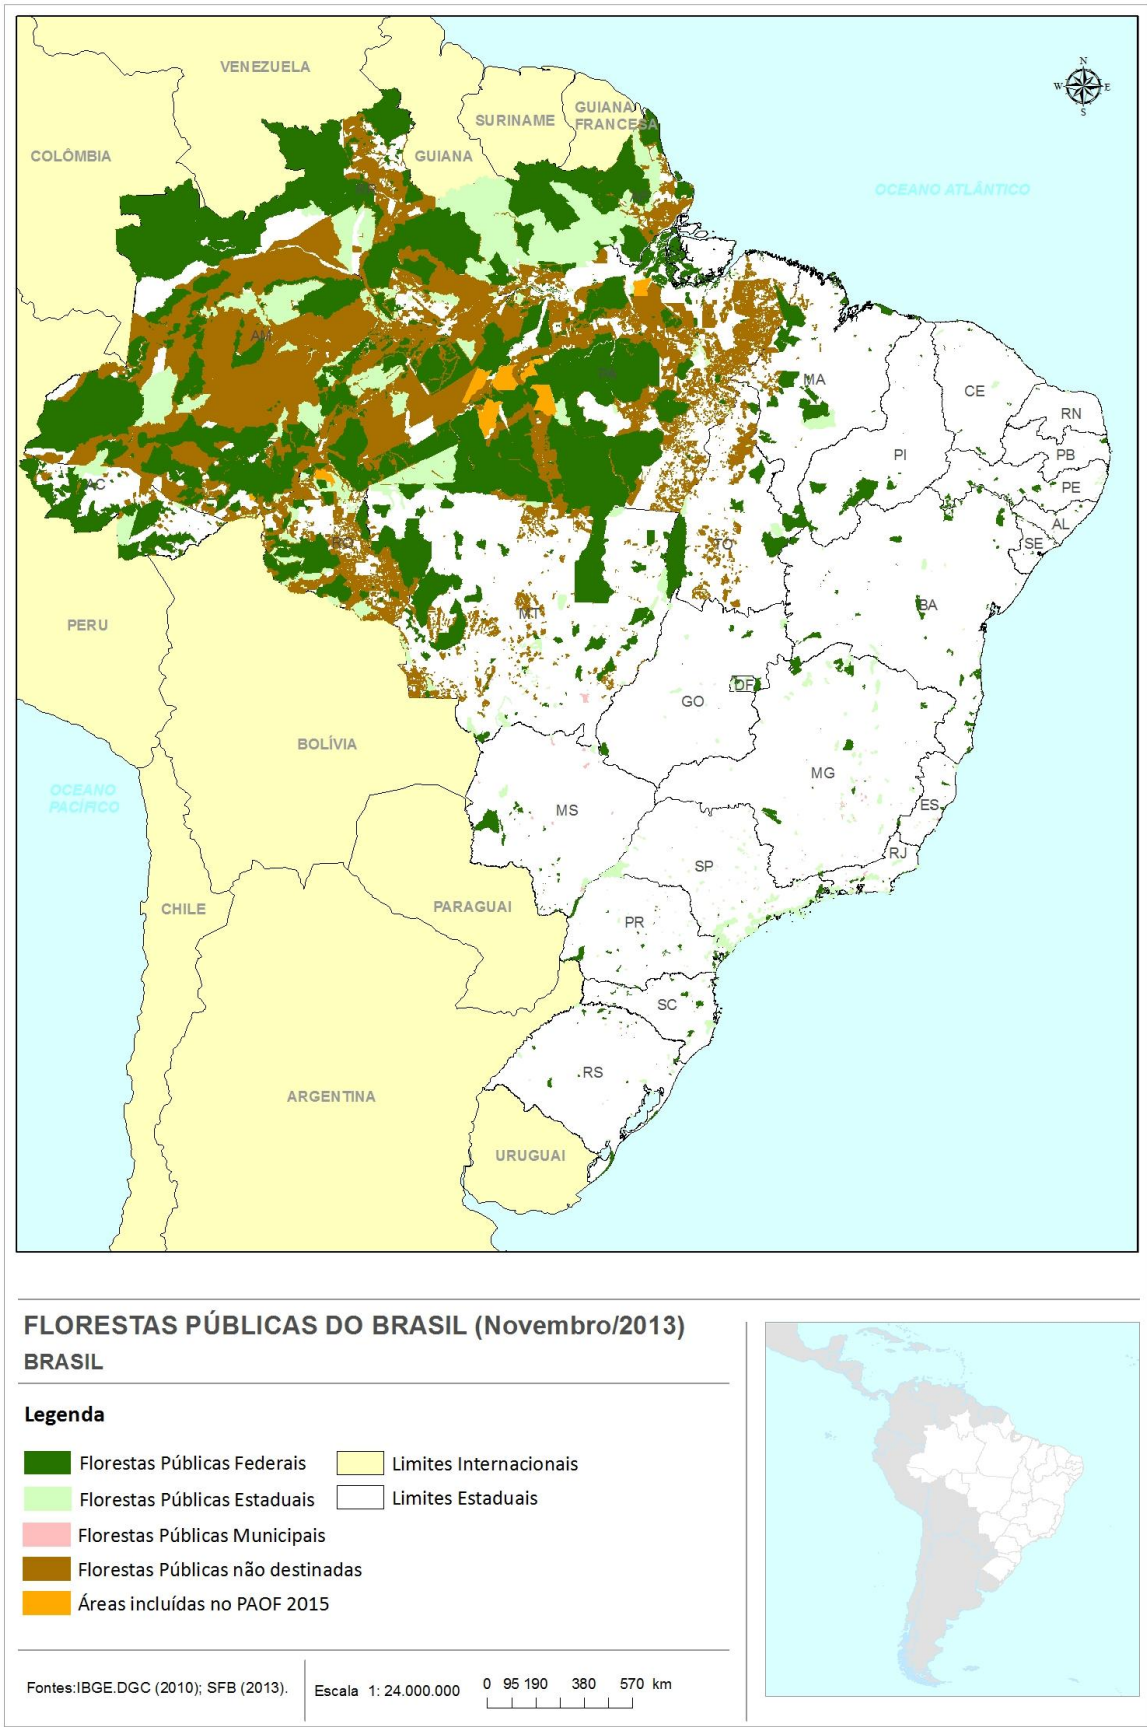 VENEZUELA
COLÔMBIA
SURINAME
GUIANA
FRANCESA
GUIANA
N
W
E
S
OCEANO ATLÂNTICO
AM
MA
CE
RN
PB
PE
AL
SE
PI
AC
RO
TO
MT
BA
PERU
DF
GO
BOLÍVIA
OCEANO
PACÍFICO
MG
ES
MS
RJ
SP
CHILE
PARAGUAI
PR
SC
RS
ARGENTINA
URUGUAI
FLORESTAS PÚBLICAS DO BRASIL (Novembro/2013)
BRASIL
Legenda
Florestas Públicas Federais
Limites Internacionais
Florestas Públicas Estaduais
Limites Estaduais
Florestas Públicas Municipais
Florestas Públicas não destinadas
Áreas incluídas no PAOF 2015
Fontes:IBGE.DGC (2010); SFB (2013).
Escala 1: 24.000.000
0 95 190 380 570 km